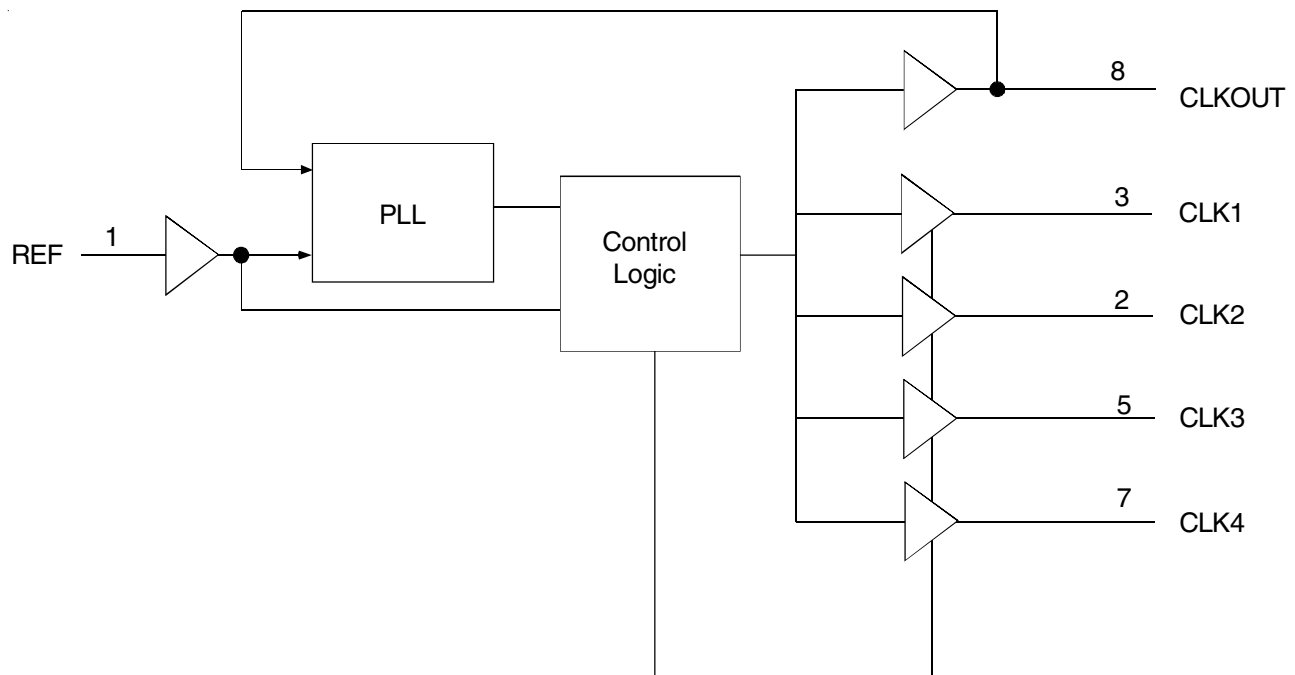 8
CLKOUT
PLL
3
CLK1
REF
1
Control
Logic
2
CLK2
5
CLK3
7
CLK4